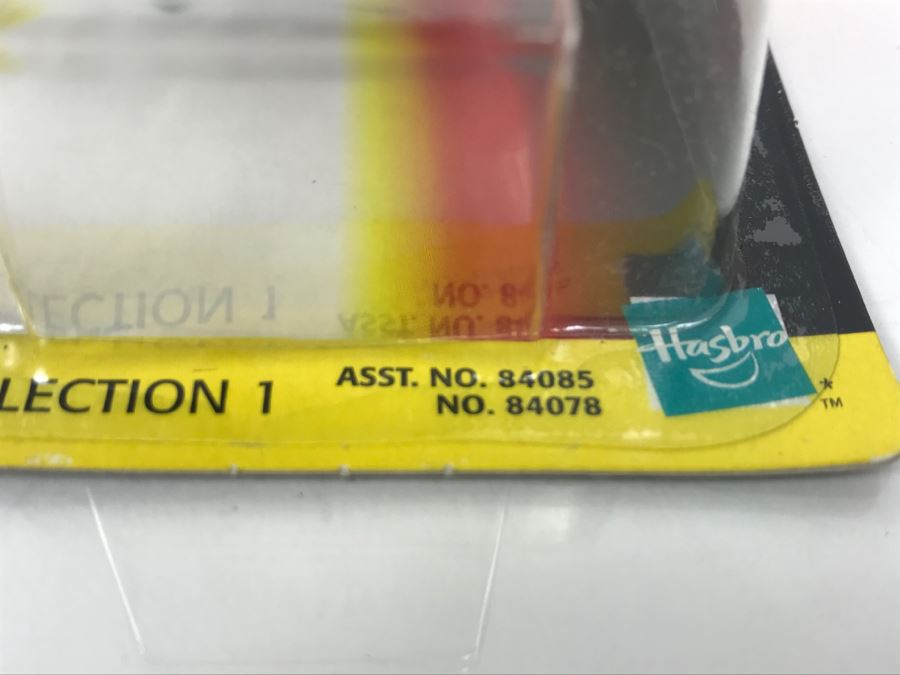 LECTION 1
ASST. NO. 84085
NO. 84078
Hasbro
*
™